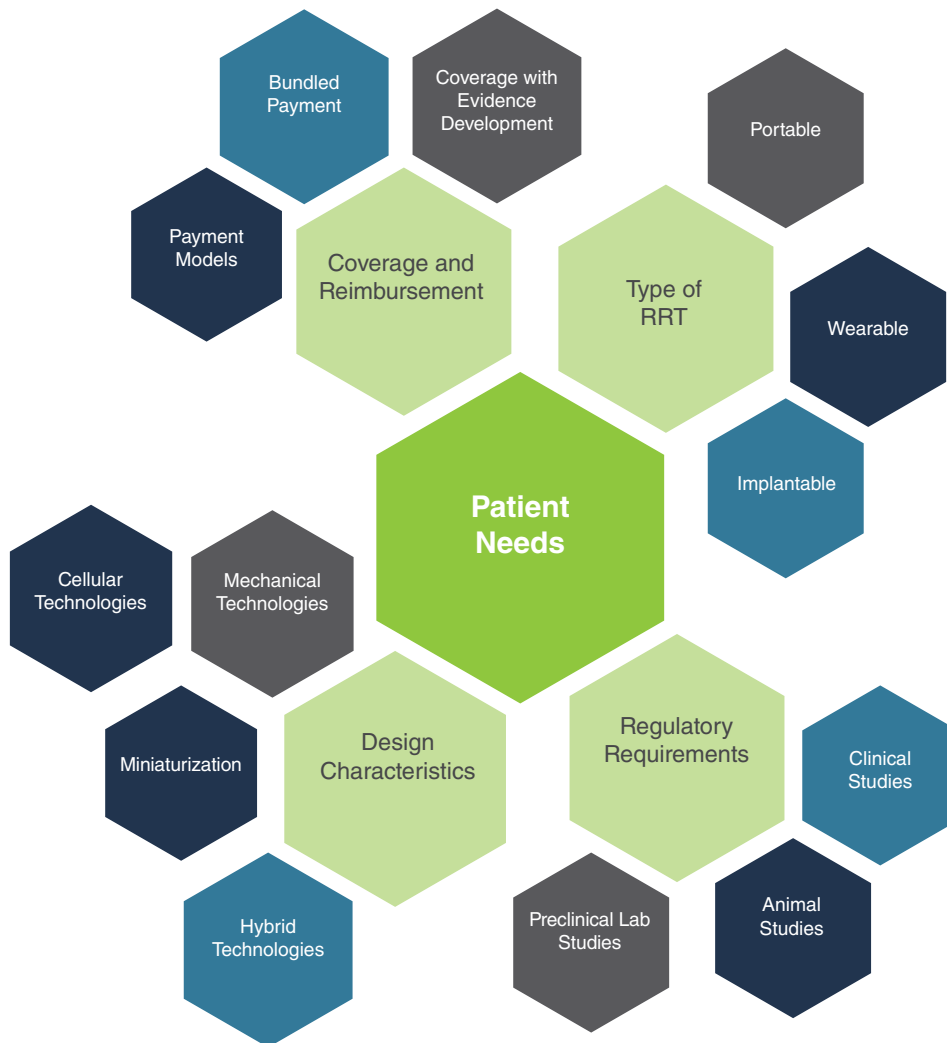 Bundled
Payment
Coverage with
Evidence
Development
Portable
Payment
Models
Coverage and
Reimbursement
Type of
RRT
Wearable
Implantable
Patient
Needs
Cellular
Technologies
Mechanical
Technologies
Miniaturization
Design
Characteristics
Regulatory
Requirements
Clinical
Studies
Hybrid
Technologies
Preclinical Lab
Studies
Animal
Studies